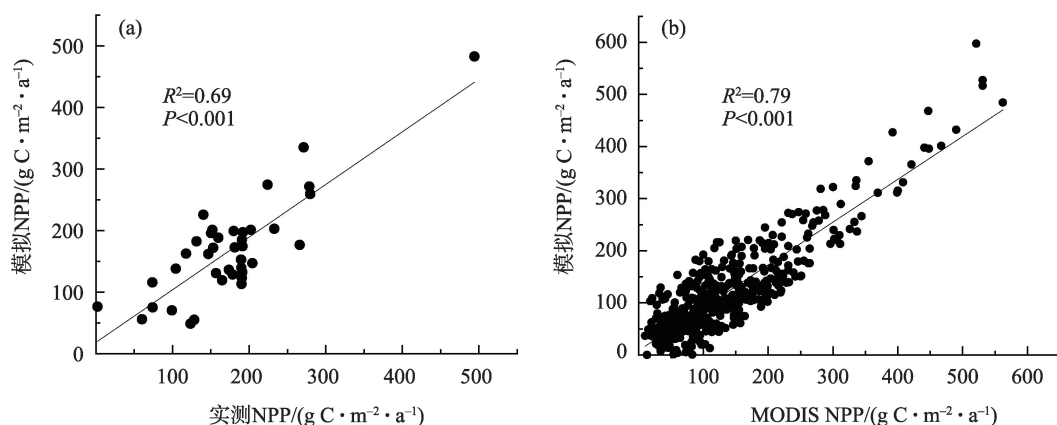 (a)
R²=0.69
P<0.001
模拟NPP/(g C·m⁻²·a⁻¹)
500
400
300
200
100
0
100 200 300 400 500
实测NPP/(g C·m⁻²·a⁻¹)
(b)
R²=0.79
P<0.001
模拟NPP/(g C·m⁻²·a⁻¹)
600
500
400
300
200
100
0
100 200 300 400 500 600
MODIS NPP/(g C·m⁻²·a⁻¹)